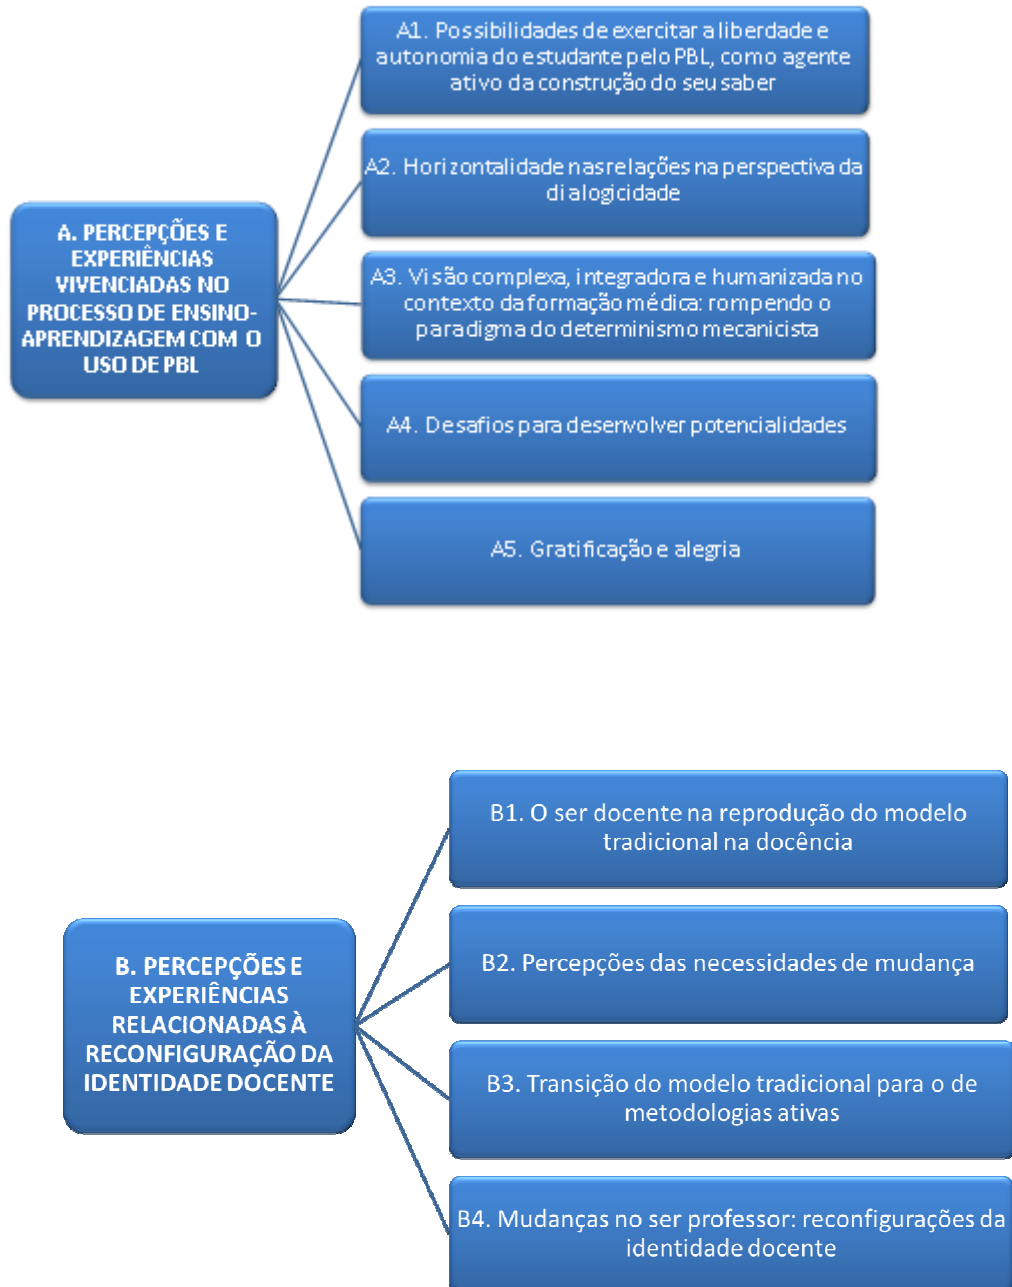 A1. Possibilidades de exercitar a liberdade e
autonomia do estudante pelo PBL, como agente
ativo da construção do seu saber
A2. Horizontalidade nas relações na perspectiva da
dialogicidade
A. PERCEPÇÕES E
EXPERIÊNCIAS
VIVENCIADAS NO
PROCESSO DE ENSINO-
APRENDIZAGEM COM O
USO DE PBL
A3. Visão complexa, integradora e humanizada no
contexto da formação médica: rompendo o
paradigma do determinismo mecanicista
A4. Desafios para desenvolver potencialidades
A5. Gratificação e alegria
B1. O ser docente na reprodução do modelo
tradicional na docência
B2. Percepções das necessidades de mudança
B. PERCEPÇÕES E
EXPERIÊNCIAS
RELACIONADAS À
RECONFIGURAÇÃO DA
IDENTIDADE DOCENTE
B3. Transição do modelo tradicional para o de
metodologias ativas
B4. Mudanças no ser professor: reconfigurações da
identidade docente